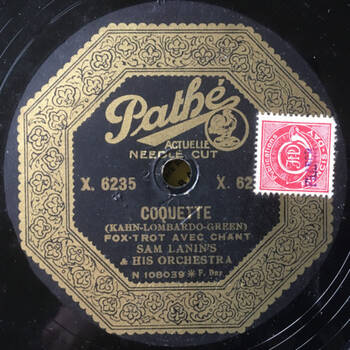 Pathé
ACTUELLE
NEEDLE CUT
X. 6235 X. 62
COQUETTE
(KAHN-LOMBARDO-GREEN)
FOX-TROT AVEC CHANT
SAM LANIN'S
& HIS ORCHESTRA
N 108039 ✳ F. Day